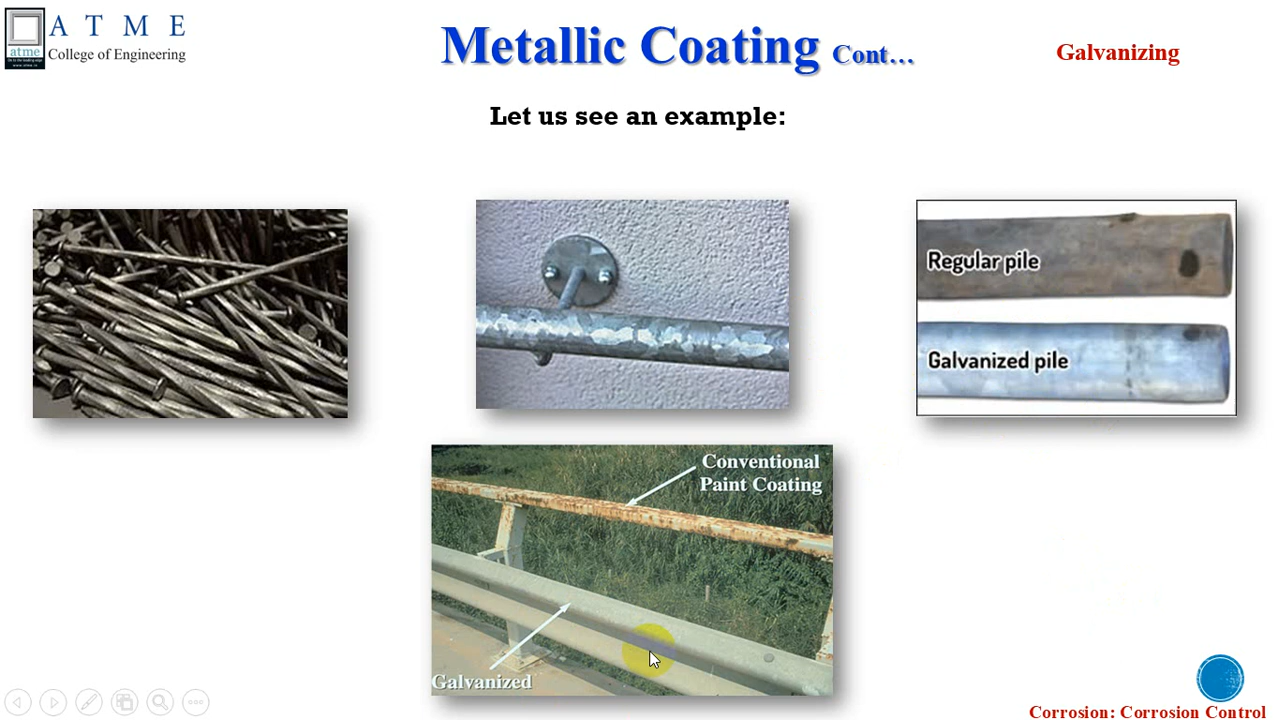 A T M E
College of Engineering
atme
Metallic Coating Cont...
Galvanizing
Let us see an example:
Regular pile
Galvanized pile
Conventional
Paint Coating
Galvanized
Corrosion: Corrosion Control